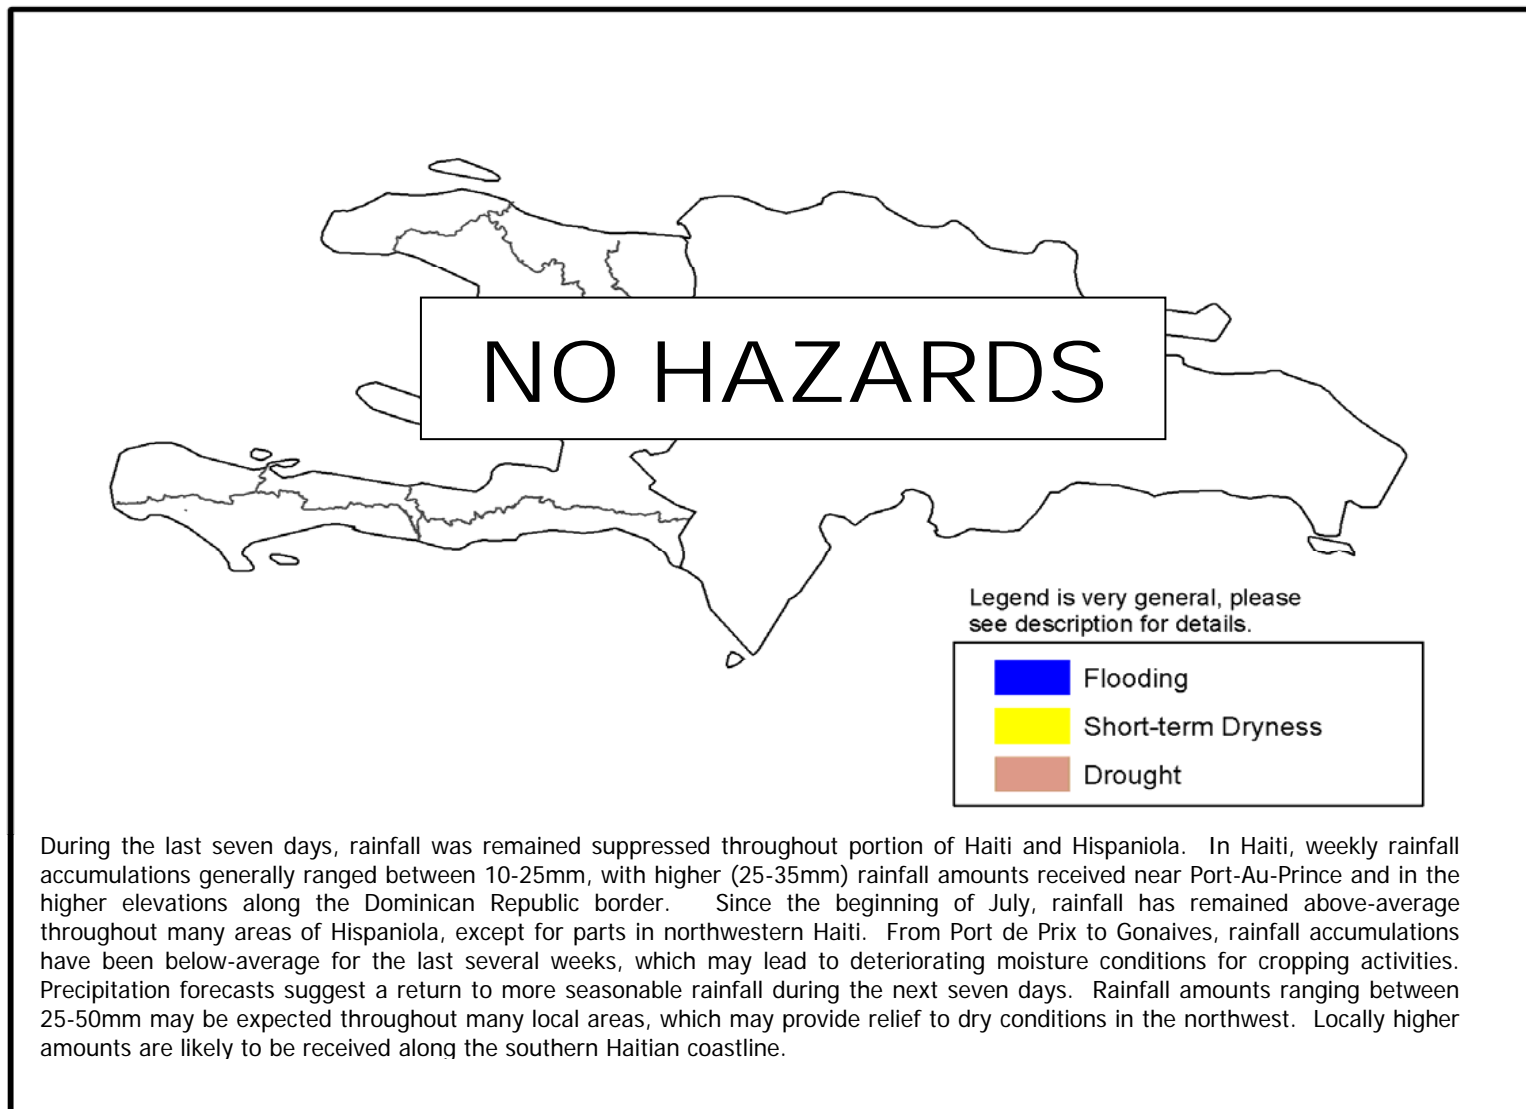 NO HAZARDS
Legend is very general, please
see description for details.
Flooding
Short-term Dryness
Drought
During the last seven days, rainfall was remained suppressed throughout portion of Haiti and Hispaniola. In Haiti, weekly rainfall
accumulations generally ranged between 10-25mm, with higher (25-35mm) rainfall amounts received near Port-Au-Prince and in the
higher elevations along the Dominican Republic border. Since the beginning of July, rainfall has remained above-average
throughout many areas of Hispaniola, except for parts in northwestern Haiti. From Port de Prix to Gonaives, rainfall accumulations
have been below-average for the last several weeks, which may lead to deteriorating moisture conditions for cropping activities.
Precipitation forecasts suggest a return to more seasonable rainfall during the next seven days. Rainfall amounts ranging between
25-50mm may be expected throughout many local areas, which may provide relief to dry conditions in the northwest. Locally higher
amounts are likely to be received along the southern Haitian coastline.